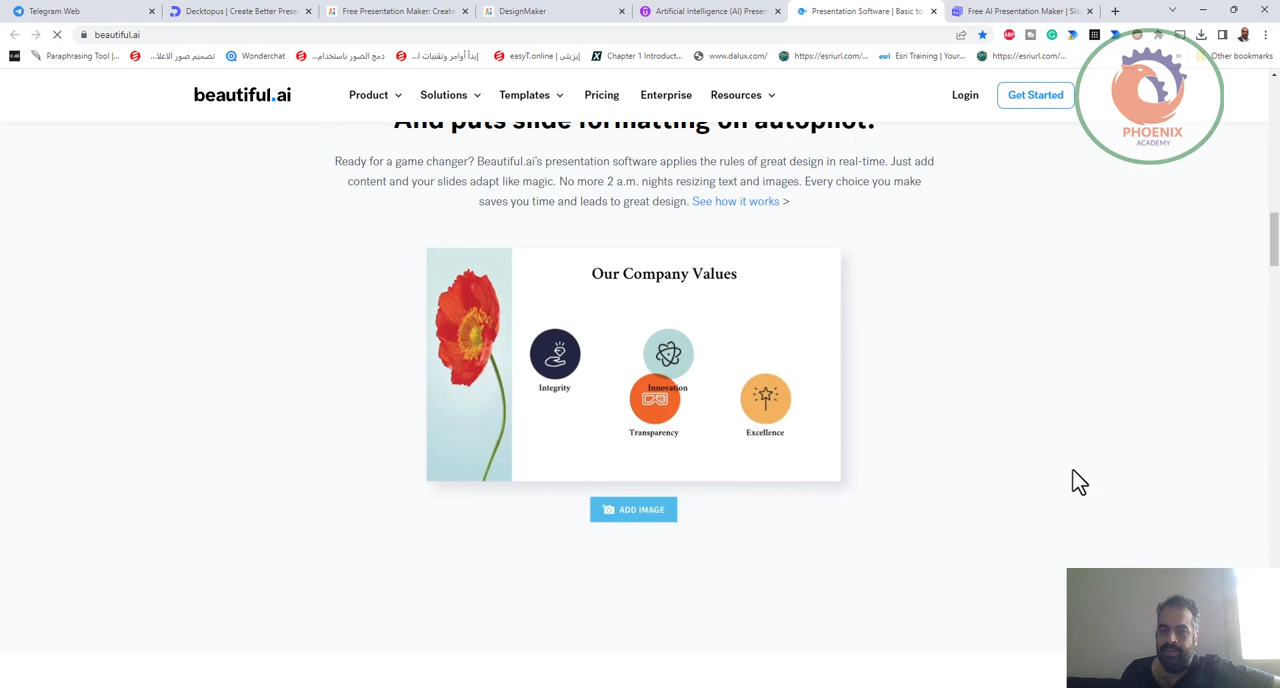 Telegram Web
Decktopus | Create Better Prese
Free Presentation Maker: Create
DesignMaker
Artificial Intelligence (AI) Presen
Presentation Software | Basic to
Free AI Presentation Maker | Slid
beautiful.ai
Paraphrasing Tool |...
تصميم صور الاعلا...
Wonderchat
دمج الصور باستخدام...
ابدأ أوامر وتقنيات ا...
easyT.online | إيزيتي
Chapter 1 Introduct...
www.dalux.com/
https://esriurl.com/...
esri Esri Training | Your...
https://esriurl.com/...
Other bookmarks
beautiful.ai
Product
Templates
Pricing
Enterprise
Resources
Login
Get Started
PHOENIX
ACADEMY
And puts slide formatting on autopilot.
Ready for a game changer? Beautiful.ai's presentation software applies the rules of great design in real-time. Just add
content and your slides adapt like magic. No more 2 a.m. nights resizing text and images. Every choice you make
saves you time and leads to great design. See how it works >
Our Company Values
Integrity
Innovation
Transparency
Excellence
ADD IMAGE